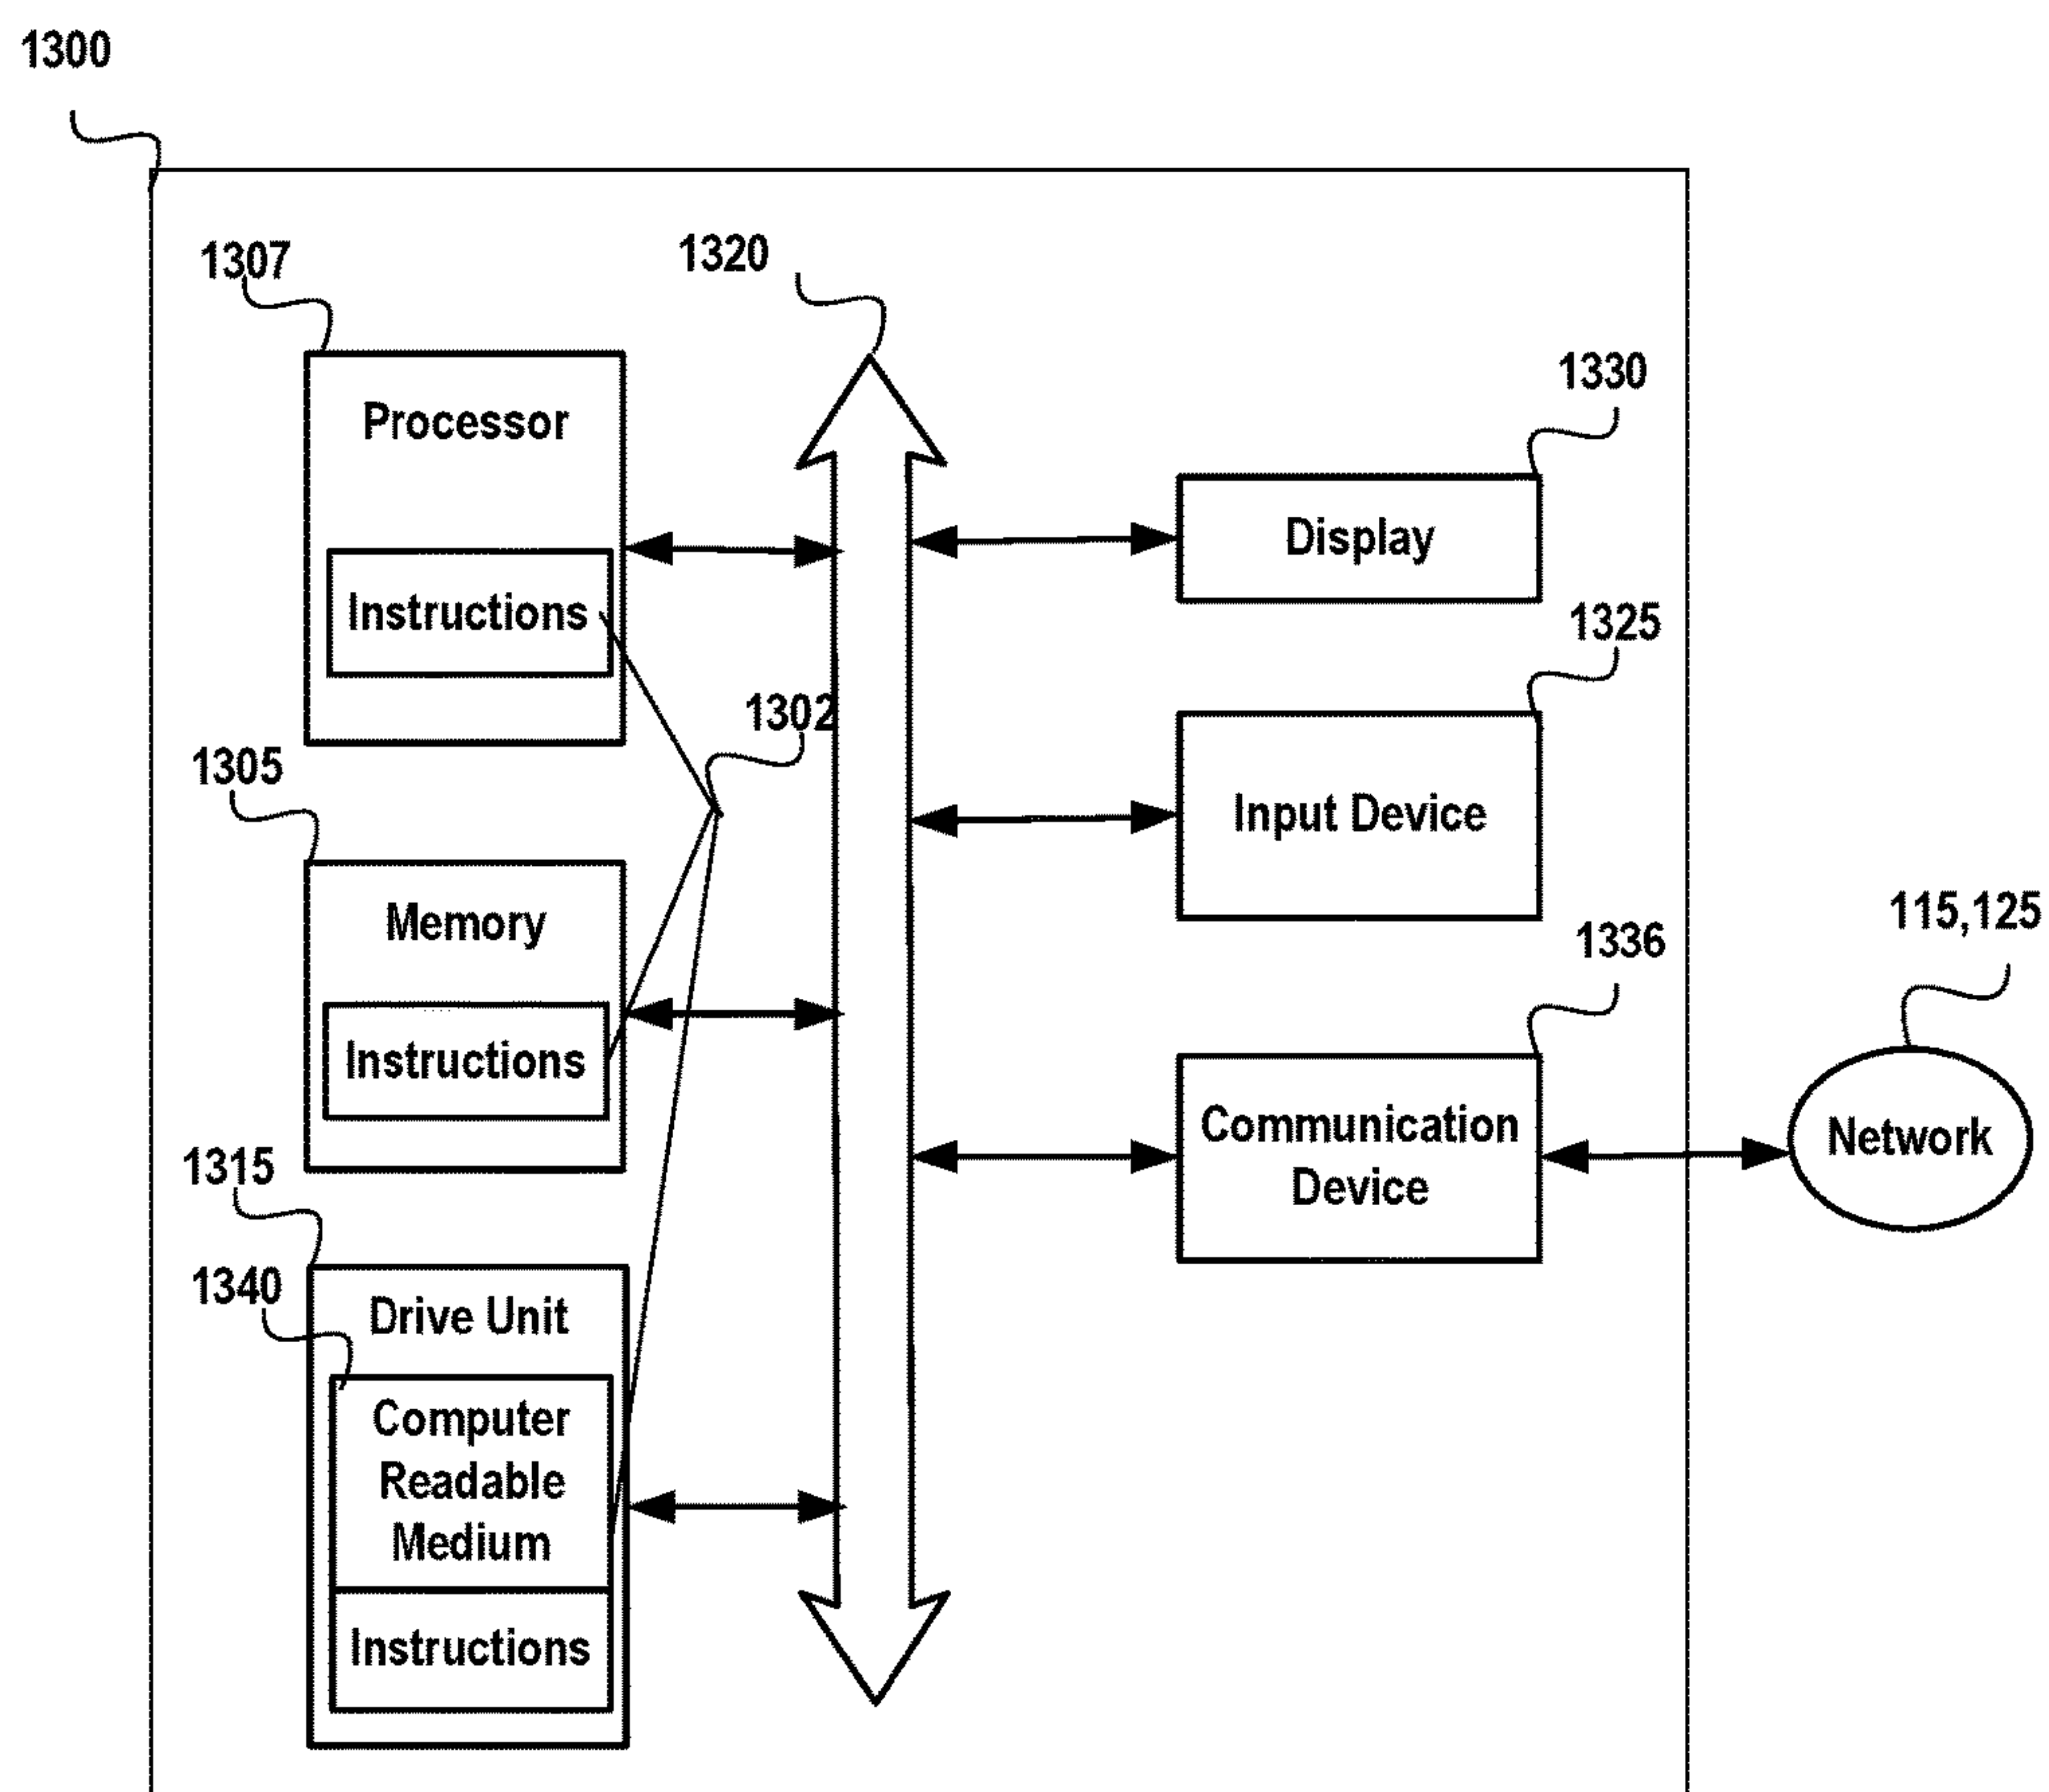 1300
1307
1320
1330
Processor
Display
Instructions
1325
1302
1305
Input Device
Memory
115,125
1336
Instructions
Communication
Device
Network
1315
1340
Drive Unit
Computer
Readable
Medium
Instructions